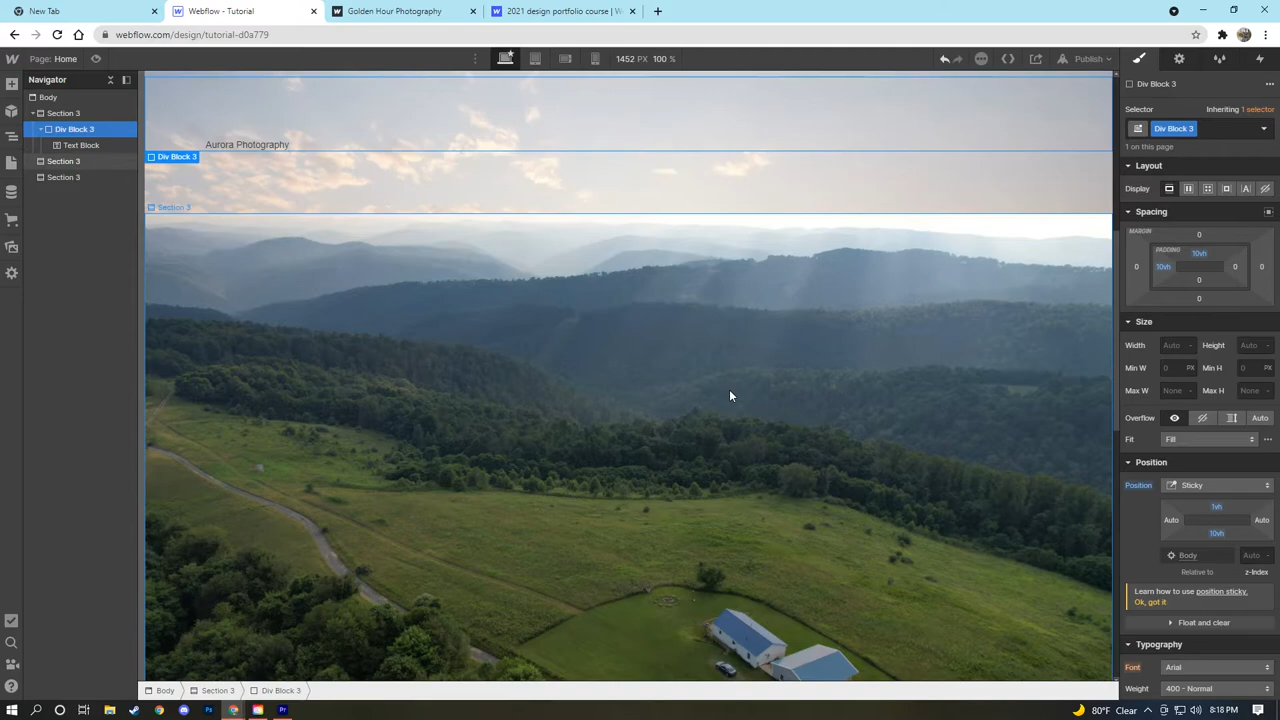 New Tab
Webflow - Tutorial
Golden Hour Photography
2021 design portfolio course | W
webflow.com/design/tutorial-d0a779
Page: Home
1452 PX 100 %
Publish
Navigator
Body
Section 3
Div Block 3
Text Block
Section 3
Section 3
Aurora Photography
Div Block 3
Section 3
Div Block 3
Selector
Inheriting 1 selector
Div Block 3
1 on this page
Layout
Display
Spacing
MARGIN
0
PADDING
10vh
0
10vh
0
0
0
0
Size
Width Auto - Height Auto -
Min W 0 PX Min H 0 PX
Max W None - Max H None -
Overflow Auto
Fit Fill
Position
Position Sticky
1vh
Auto Auto
10vh
Body Auto -
Relative to z-Index
Learn how to use position sticky.
Ok, got it
Float and clear
Typography
Font Arial
Weight 400 - Normal
Body Section 3 Div Block 3
80°F Clear 8:18 PM